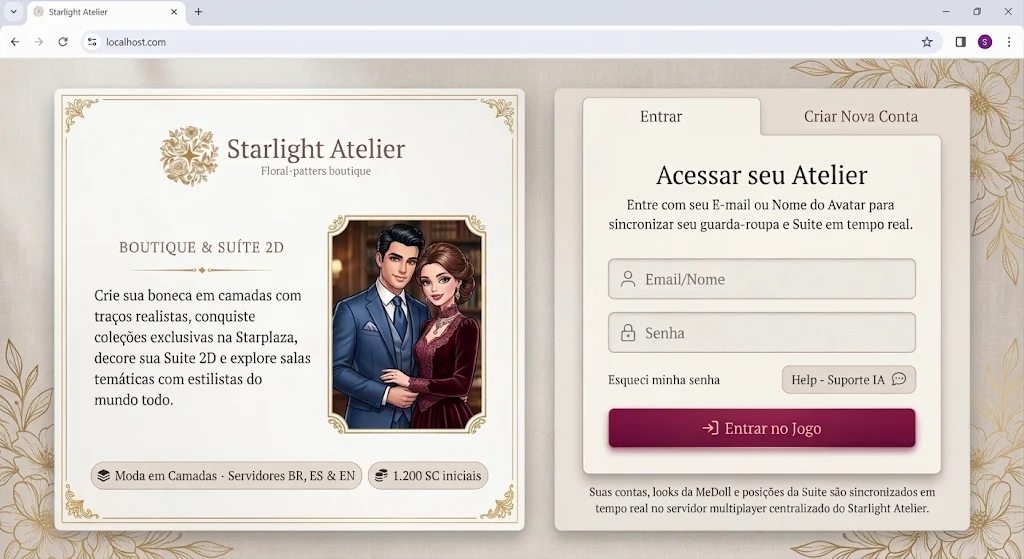 Starlight Atelier
localhost.com
S
Starlight Atelier
Floral-patters boutique
BOUTIQUE & SUÍTE 2D
Crie sua boneca em camadas com
traços realistas, conquiste
coleções exclusivas na Starplaza,
decore sua Suite 2D e explore salas
temáticas com estilistas do
mundo todo.
Moda em Camadas · Servidores BR, ES & EN
1.200 SC iniciais
Entrar
Criar Nova Conta
Acessar seu Atelier
Entre com seu E-mail ou Nome do Avatar para
sincronizar seu guarda-roupa e Suite em tempo real.
Email/Nome
Senha
Esqueci minha senha
Help - Suporte IA
Entrar no Jogo
Suas contas, looks da MeDoll e posições da Suite são sincronizados em
tempo real no servidor multiplayer centralizado do Starlight Atelier.